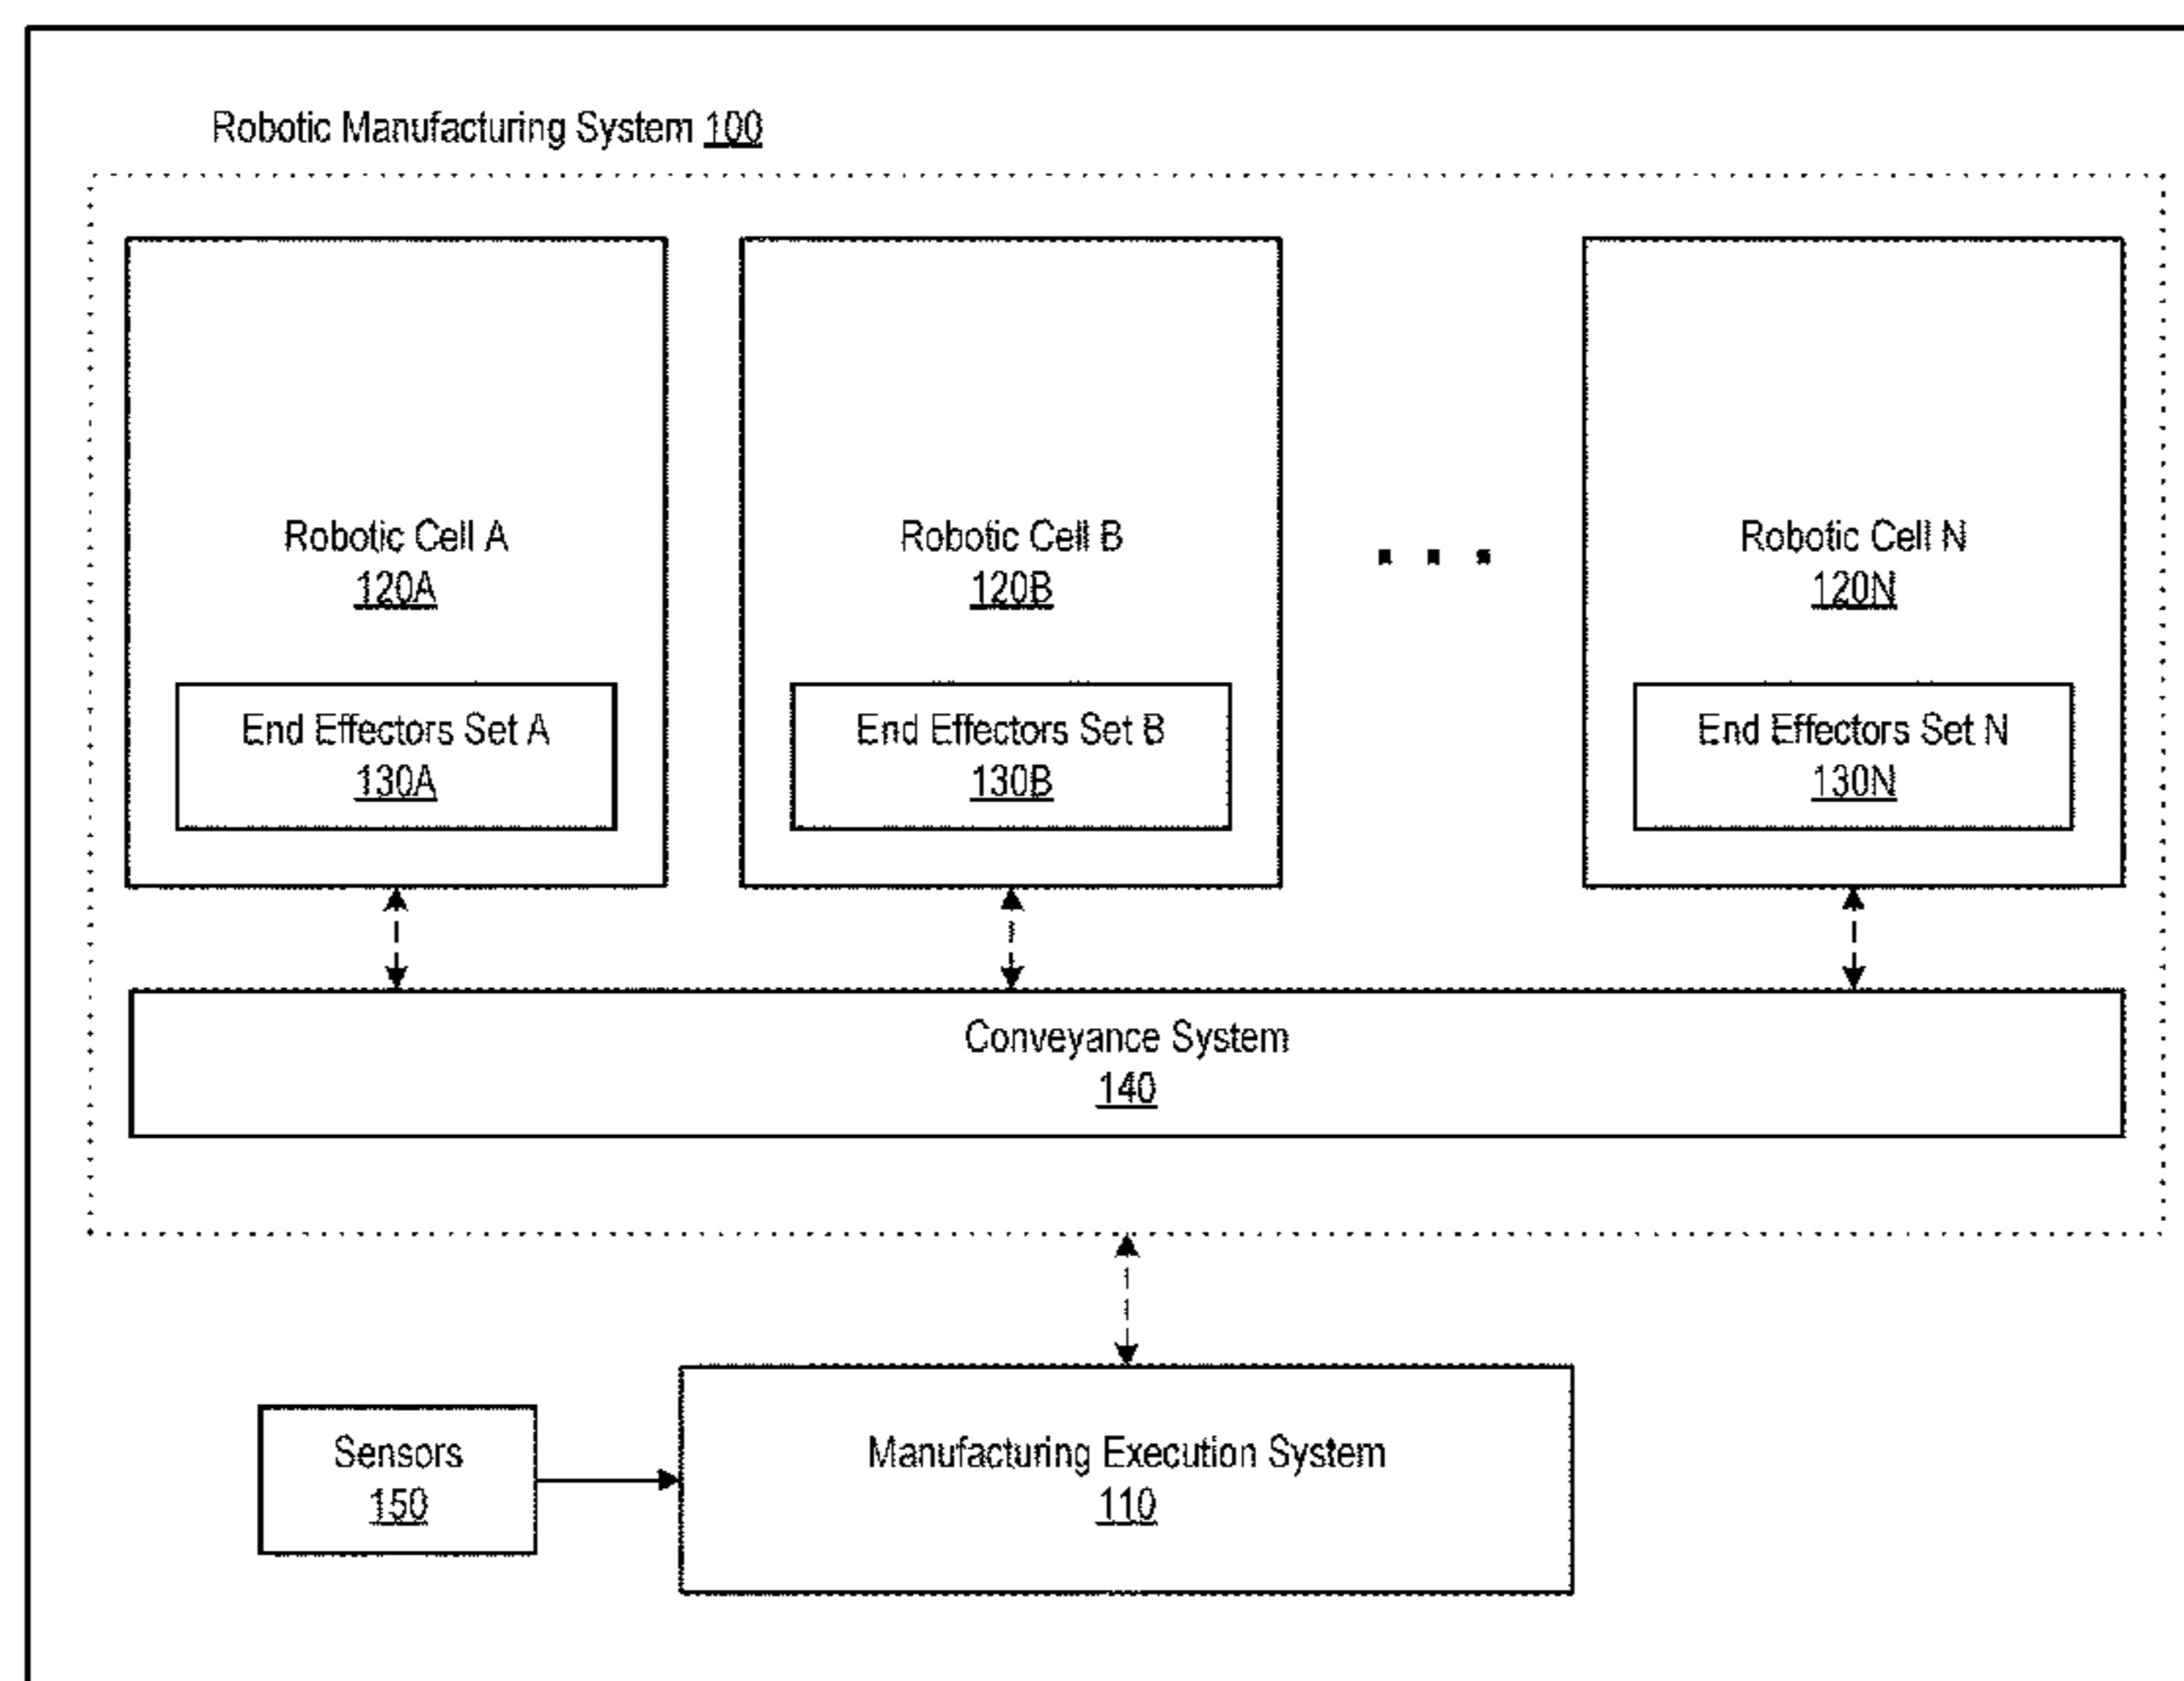 Robotic Manufacturing System 100
Robotic Cell A
120A
End Effectors Set A
130A
Robotic Cell B
120B
End Effectors Set B
130B
. . .
Robotic Cell N
120N
End Effectors Set N
130N
Conveyance System
140
Sensors
150
Manufacturing Execution System
110